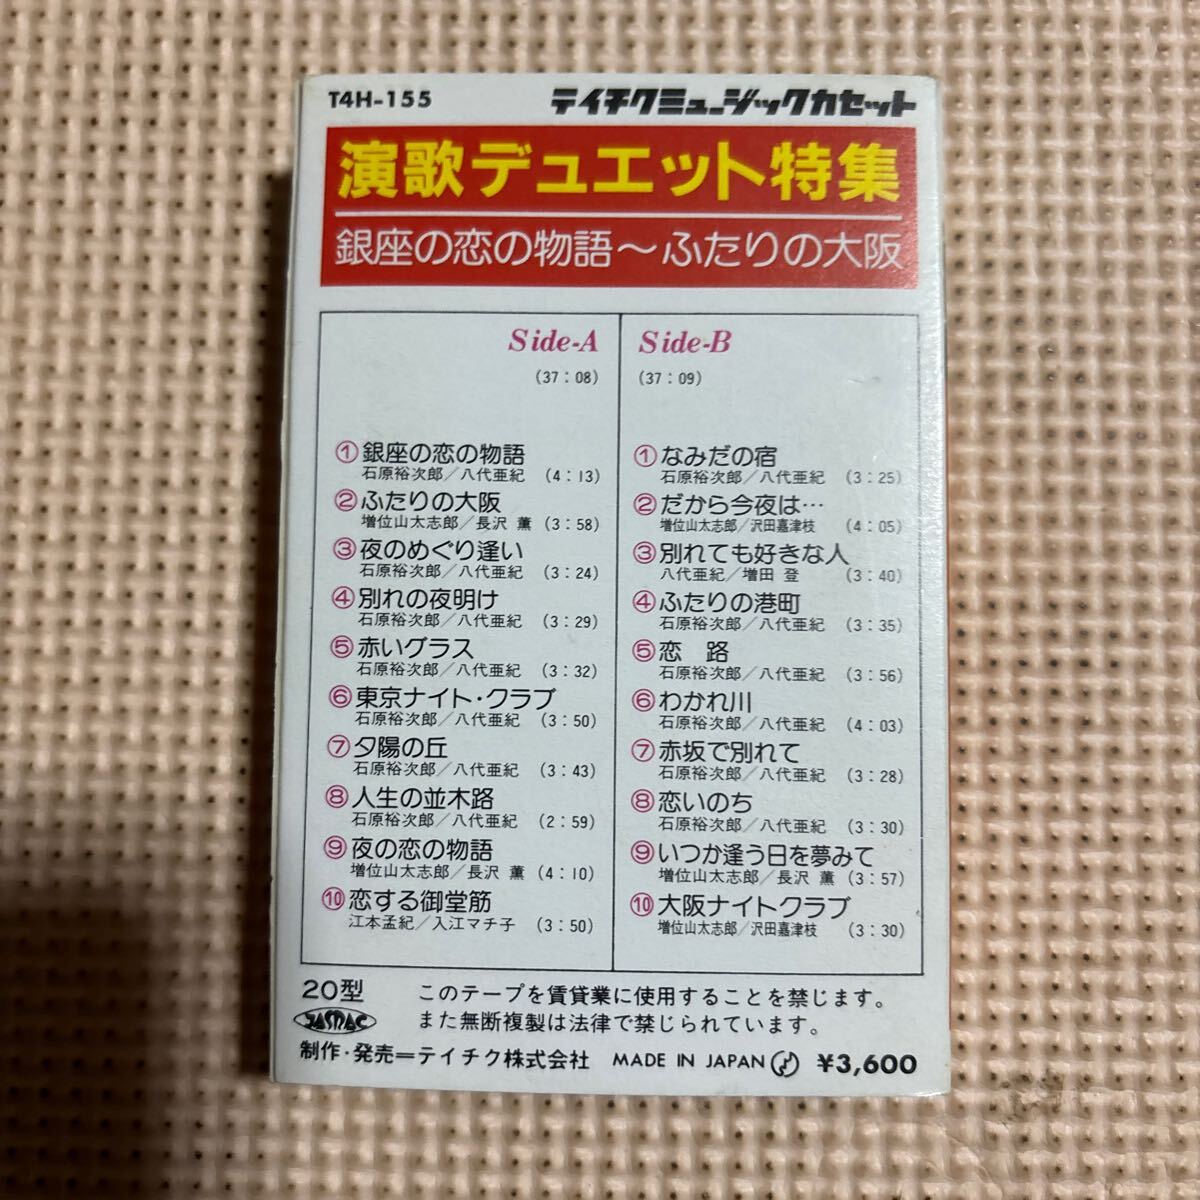 T4H-155 テイチクミュージックカセット
演歌デュエット特集
銀座の恋の物語～ふたりの大阪
Side-A
(37：08)
①銀座の恋の物語
石原裕次郎／八代亜紀 (4：13)
②ふたりの大阪
増位山太志郎／長沢 薫 (3：58)
③夜のめぐり逢い
石原裕次郎／八代亜紀 (3：24)
④別れの夜明け
石原裕次郎／八代亜紀 (3：29)
⑤赤いグラス
石原裕次郎／八代亜紀 (3：32)
⑥東京ナイト・クラブ
石原裕次郎／八代亜紀 (3：50)
⑦夕陽の丘
石原裕次郎／八代亜紀 (3：43)
⑧人生の並木路
石原裕次郎／八代亜紀 (2：59)
⑨夜の恋の物語
増位山太志郎／長沢 薫 (4：10)
⑩恋する御堂筋
江本孟紀／入江マチ子 (3：50)
Side-B
(37：09)
①なみだの宿
石原裕次郎／八代亜紀 (3：25)
②だから今夜は…
増位山太志郎／沢田嘉津枝 (4：05)
③別れても好きな人
八代亜紀／増田 登 (3：40)
④ふたりの港町
石原裕次郎／八代亜紀 (3：35)
⑤恋 路
石原裕次郎／八代亜紀 (3：56)
⑥わかれ川
石原裕次郎／八代亜紀 (4：03)
⑦赤坂で別れて
石原裕次郎／八代亜紀 (3：28)
⑧恋いのち
石原裕次郎／八代亜紀 (3：30)
⑨いつか逢う日を夢みて
増位山太志郎／長沢 薫 (3：57)
⑩大阪ナイトクラブ
増位山太志郎／沢田嘉津枝 (3：30)
20型 このテープを賃貸業に使用することを禁じます。
JASRAC また無断複製は法律で禁じられています。
制作・発売＝テイチク株式会社 MADE IN JAPAN ¥3,600